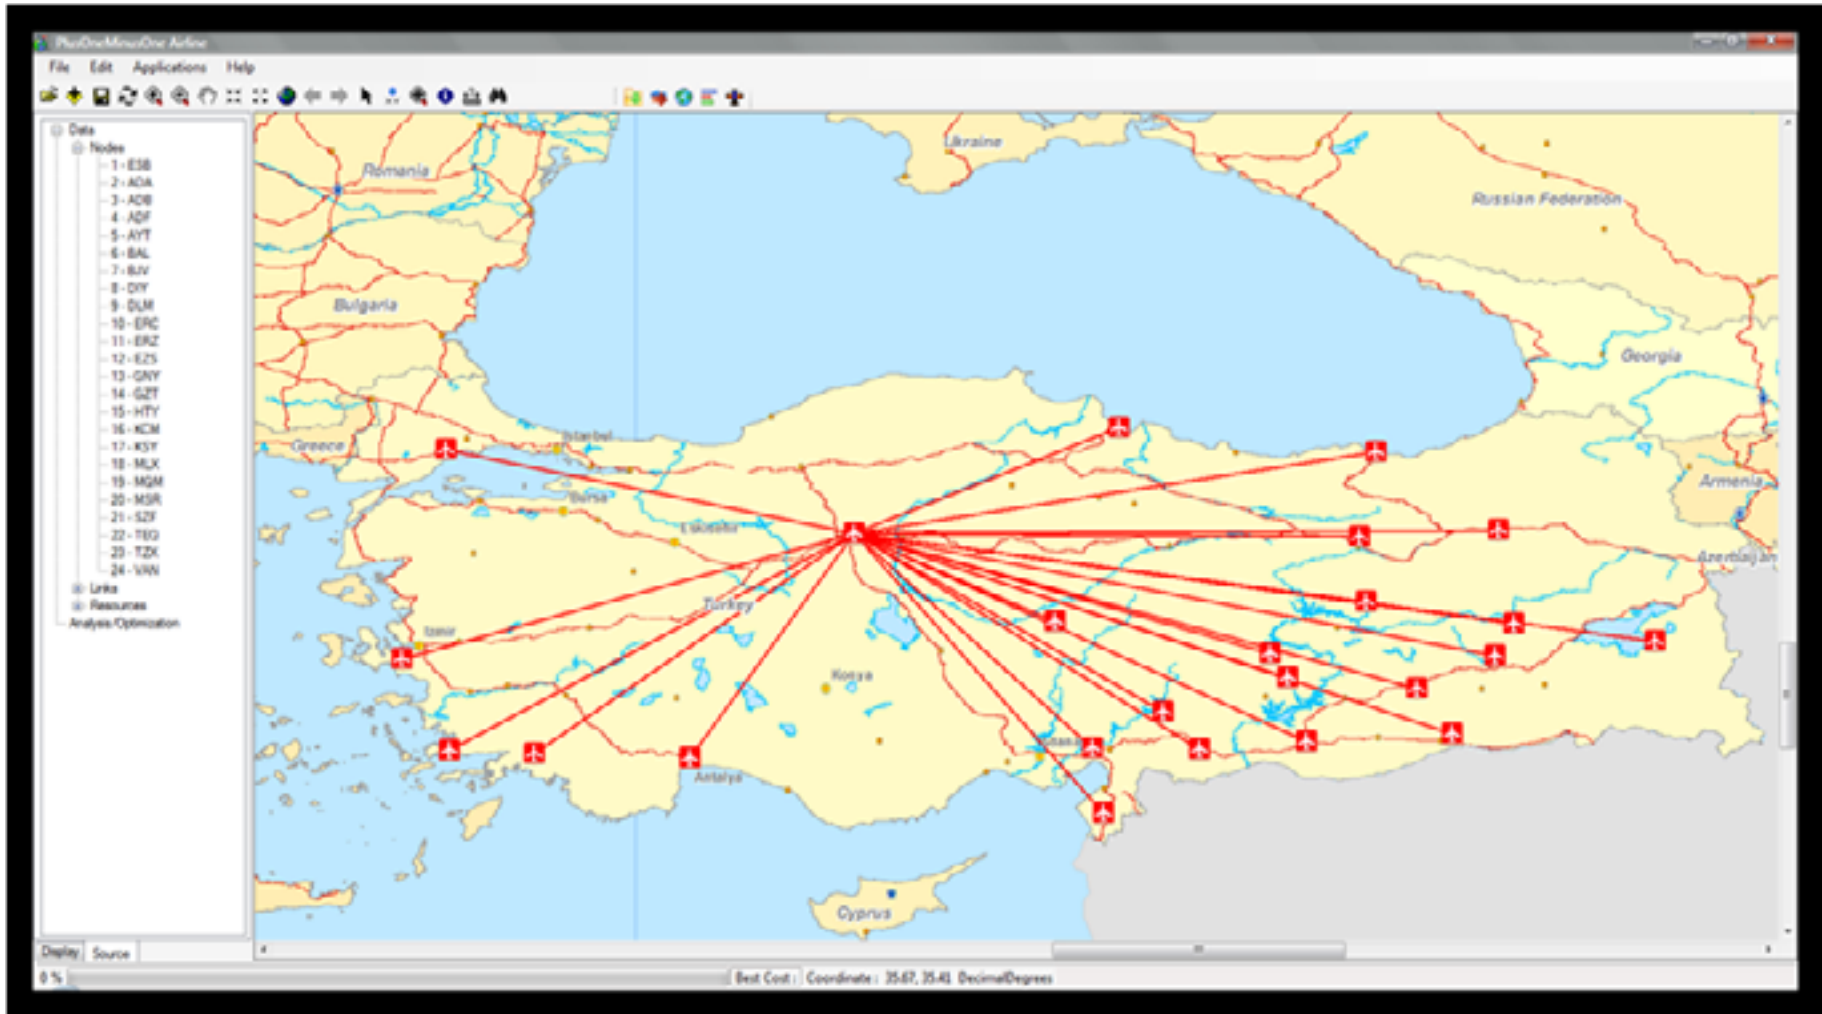 PlusOneMinusOne Airline
File Edit Applications Help
Data
Nodes
1 - ESB
2 - ADA
3 - ADB
4 - ADF
5 - AYT
6 - BAL
7 - BJV
8 - DIY
9 - DLM
10 - ERC
11 - ERZ
12 - EZS
13 - GNY
14 - GZT
15 - HTY
16 - KCM
17 - KSY
18 - MLX
19 - MQM
20 - MSR
21 - SZF
22 - TEQ
23 - TZX
24 - VAN
Links
Resources
Analysis/Optimization
Display Source
Ukraine
Romania
Russian Federation
Bulgaria
Georgia
Istanbul
Greece
Armenia
Bursa
Eskisehir
Azerbaijan
Turkey
Izmir
Konya
Adana
Antalya
Cyprus
0 %
Best Cost : Coordinate : 35.67, 35.41 DecimalDegrees